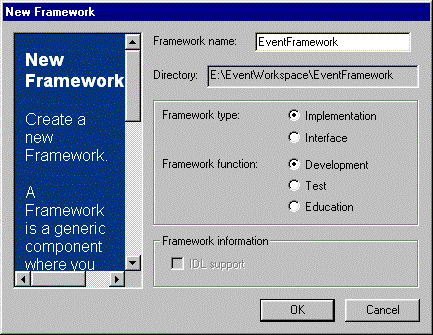 New Framework
New
Framework
Create a
new
Framework.
A
Framework
is a generic
component
where you
Framework name:
EventFramework
Directory:
E:\EventWorkspace\EventFramework
Framework type:
Implementation
Interface
Framework function:
Development
Test
Education
Framework information
IDL support
OK
Cancel